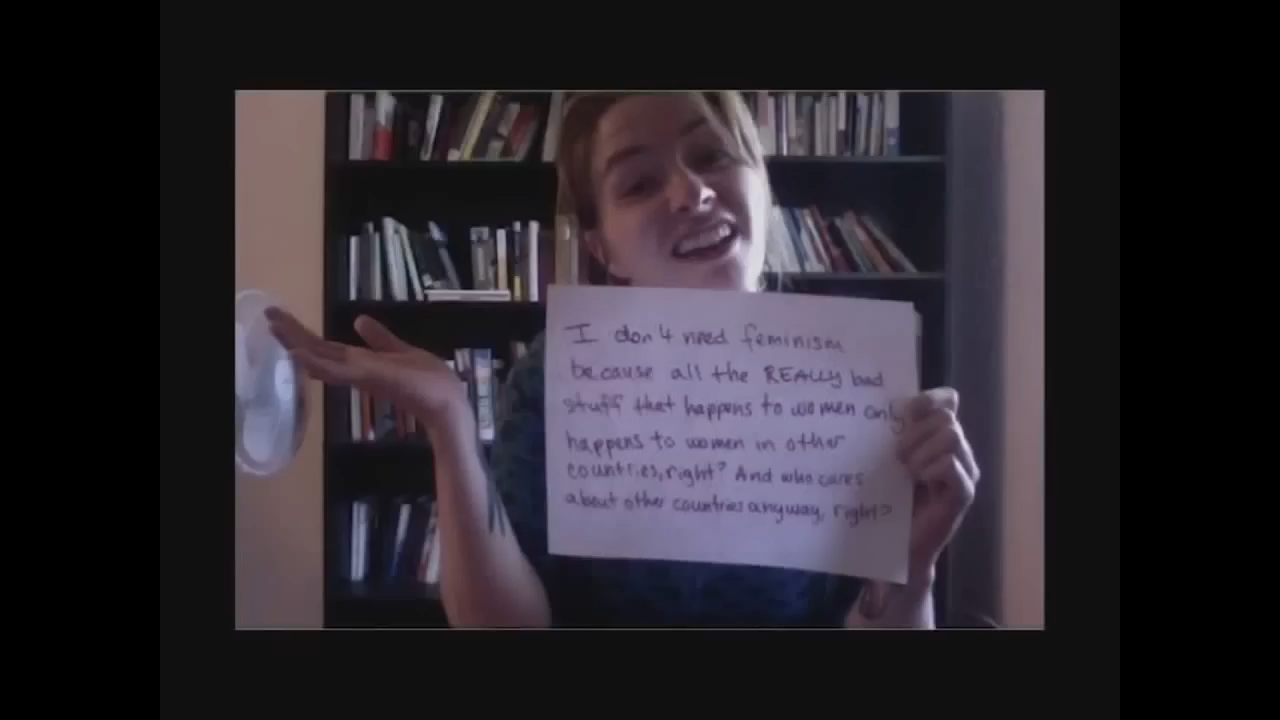 I don't need feminism
because all the REALLY bad
stuff that happens to women only
happens to women in other
countries, right? And who cares
about other countries anyway, right?